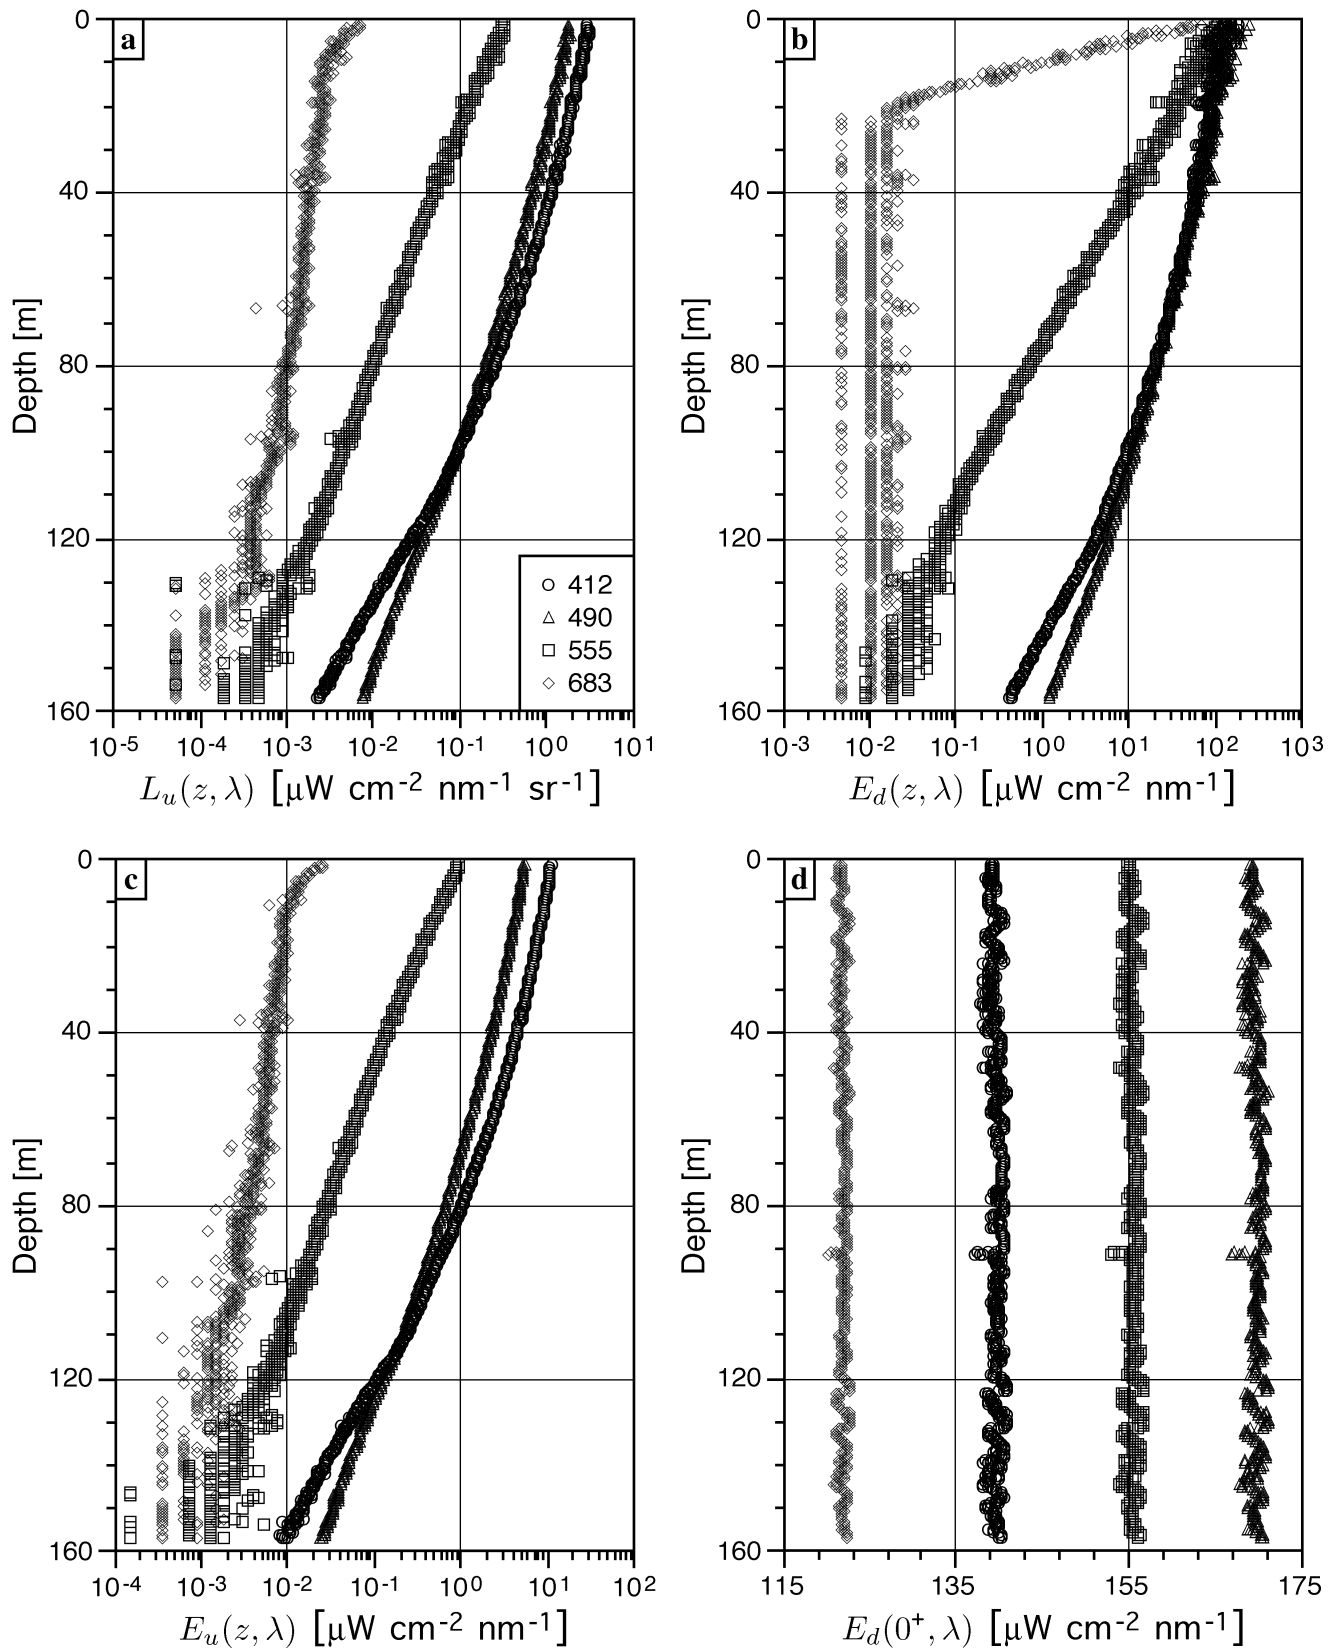 a
0
40
80
120
160
Depth [m]
412
490
555
683
10-5 10-4 10-3 10-2 10-1 100 101
Lu(z, λ) [μW cm-2 nm-1 sr-1]
b
0
40
80
120
160
Depth [m]
10-3 10-2 10-1 100 101 102 103
Ed(z, λ) [μW cm-2 nm-1]
c
0
40
80
120
160
Depth [m]
10-4 10-3 10-2 10-1 100 101 102
Eu(z, λ) [μW cm-2 nm-1]
d
0
40
80
120
160
Depth [m]
115 135 155 175
Ed(0+, λ) [μW cm-2 nm-1]